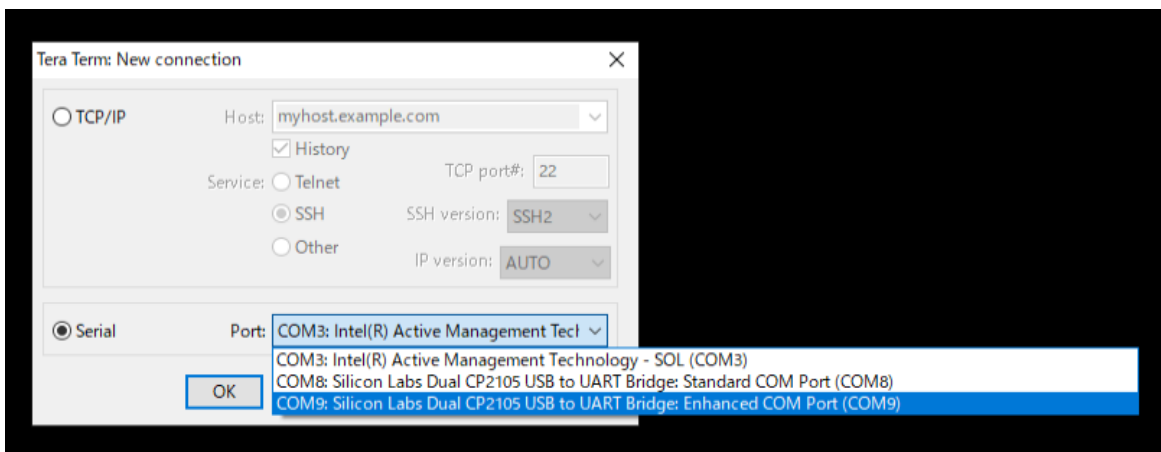 Tera Term: New connection
TCP/IP
Host: myhost.example.com
History
Service: Telnet
TCP port#: 22
SSH
SSH version: SSH2
Other
IP version: AUTO
Serial
Port: COM3: Intel(R) Active Management Tecl
COM3: Intel(R) Active Management Technology - SOL (COM3)
COM8: Silicon Labs Dual CP2105 USB to UART Bridge: Standard COM Port (COM8)
COM9: Silicon Labs Dual CP2105 USB to UART Bridge: Enhanced COM Port (COM9)
OK